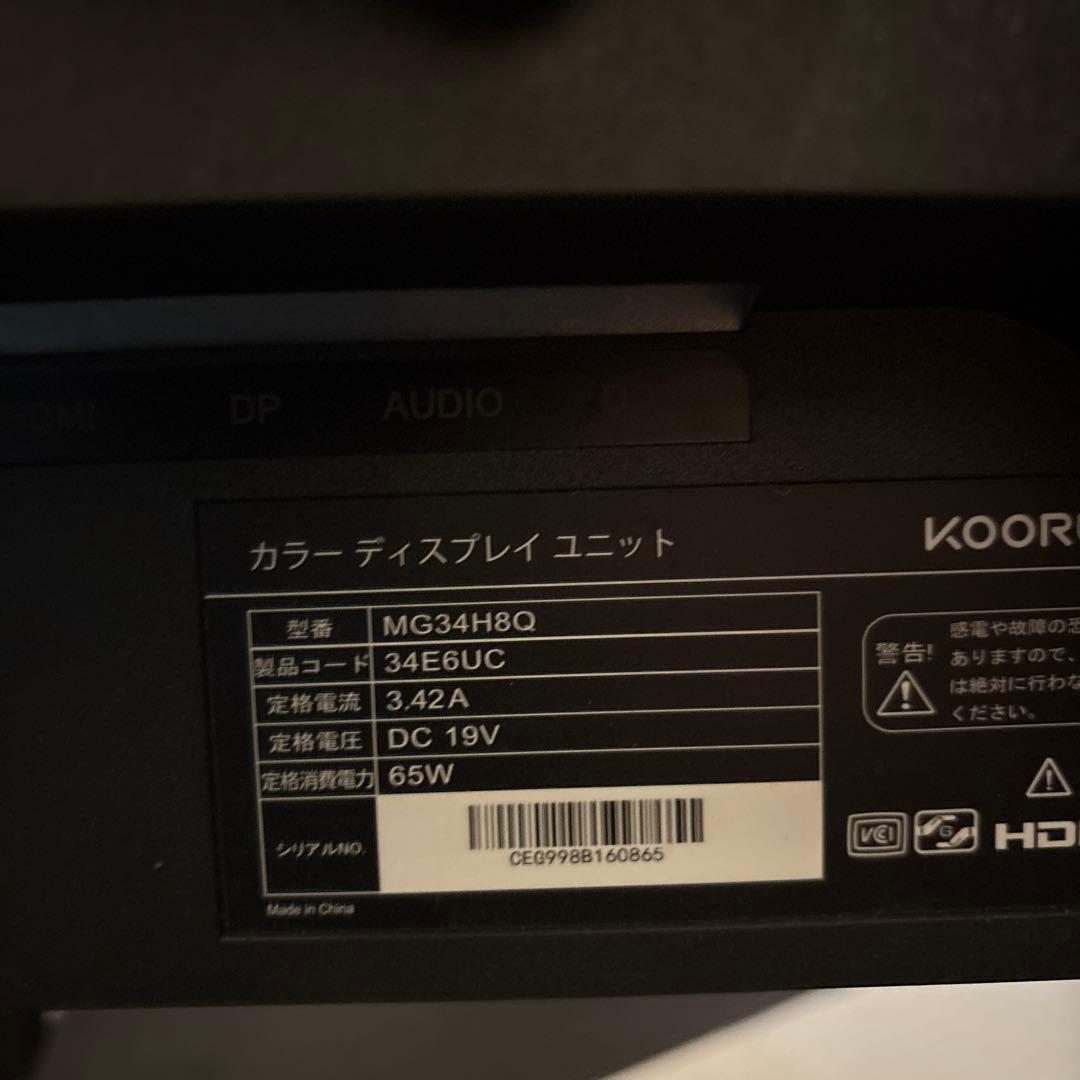 DP
AUDIO
カラー ディスプレイ ユニット
KOORU
型番 MG34H8Q
製品コード 34E6UC
定格電流 3.42A
定格電圧 DC 19V
定格消費電力 65W
シリアルNO. CEG998B160865
Made in China
警告!
感電や故障の恐
ありますので、
は絶対に行わな
ください。
VCCI
G
HD